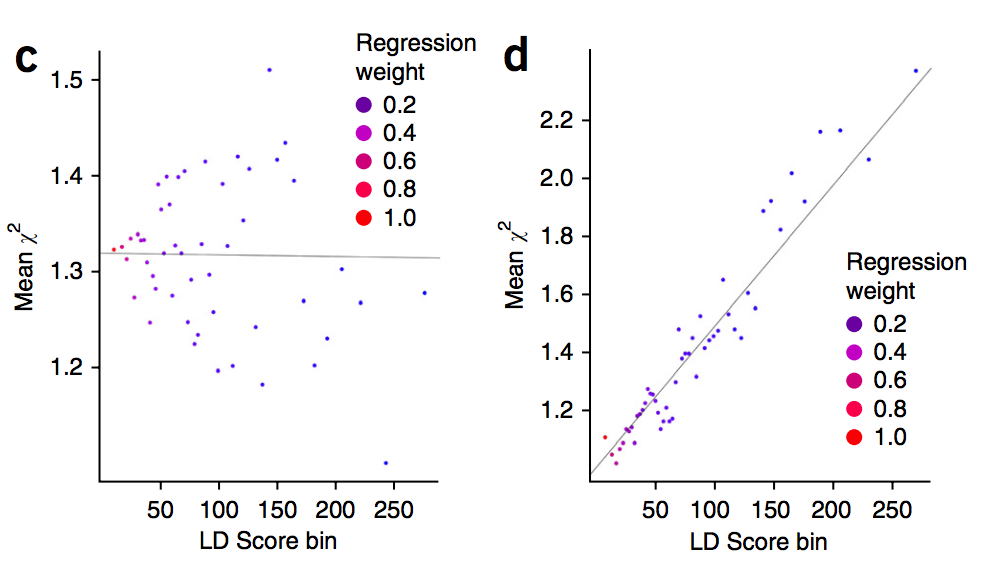 c
Regression
weight
0.2
0.4
0.6
0.8
1.0
1.5
1.4
1.3
1.2
Mean χ²
50 100 150 200 250
LD Score bin
d
2.2
2.0
1.8
1.6
1.4
1.2
Mean χ²
Regression
weight
0.2
0.4
0.6
0.8
1.0
50 100 150 200 250
LD Score bin